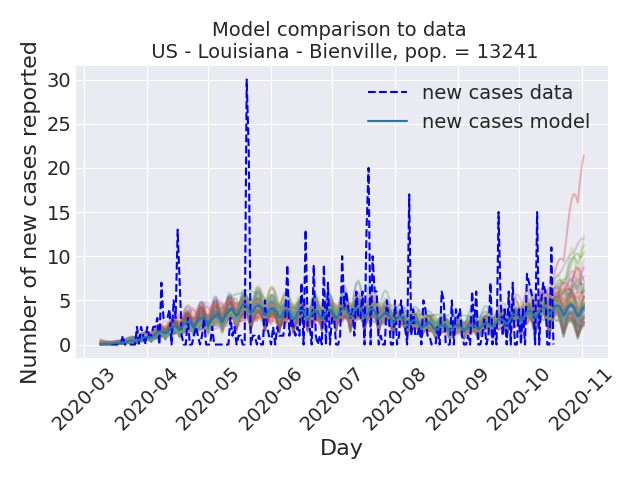 Model comparison to data
US - Louisiana - Bienville, pop. = 13241
Number of new cases reported
30
25
20
15
10
5
0
new cases data
new cases model
2020-03
2020-04
2020-05
2020-06
2020-07
2020-08
2020-09
2020-10
2020-11
Day